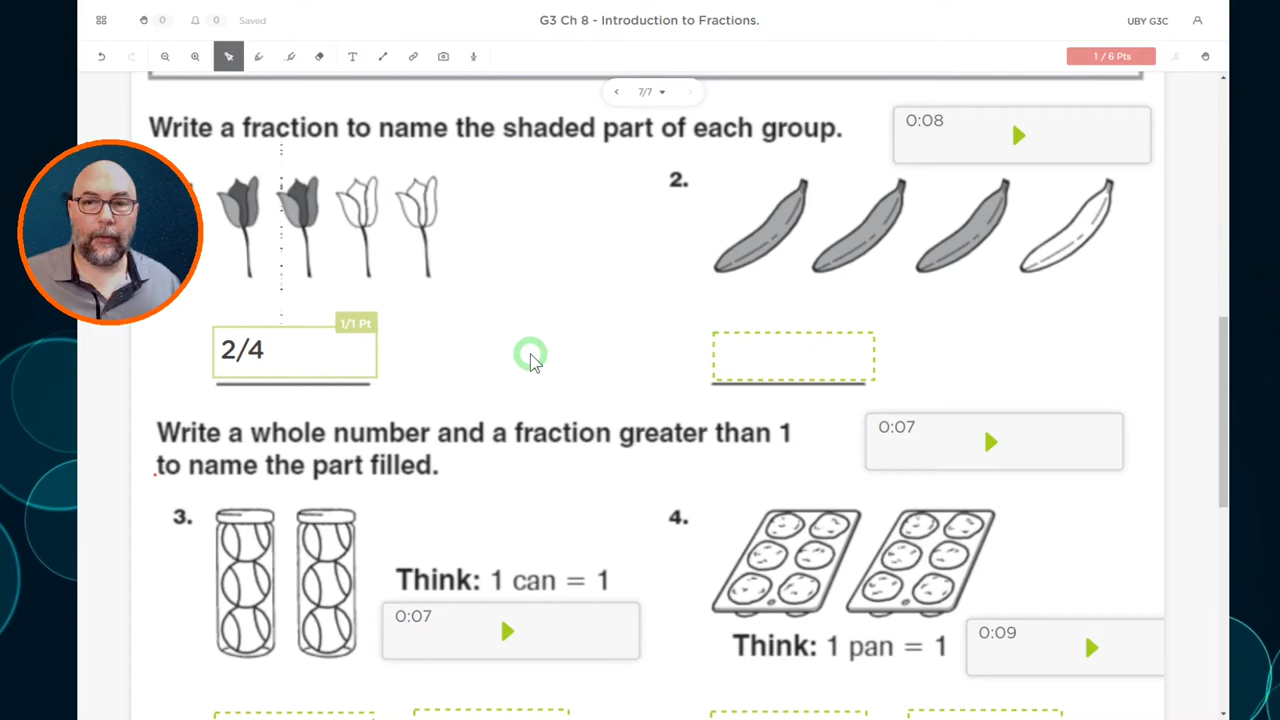 0
0
Saved
G3 Ch 8 - Introduction to Fractions.
UBY G3C
T
1 / 6 Pts
7/7
Write a fraction to name the shaded part of each group.
0:08
2.
1/1 Pt
2/4
Write a whole number and a fraction greater than 1
to name the part filled.
0:07
3.
Think: 1 can = 1
0:07
4.
Think: 1 pan = 1
0:09